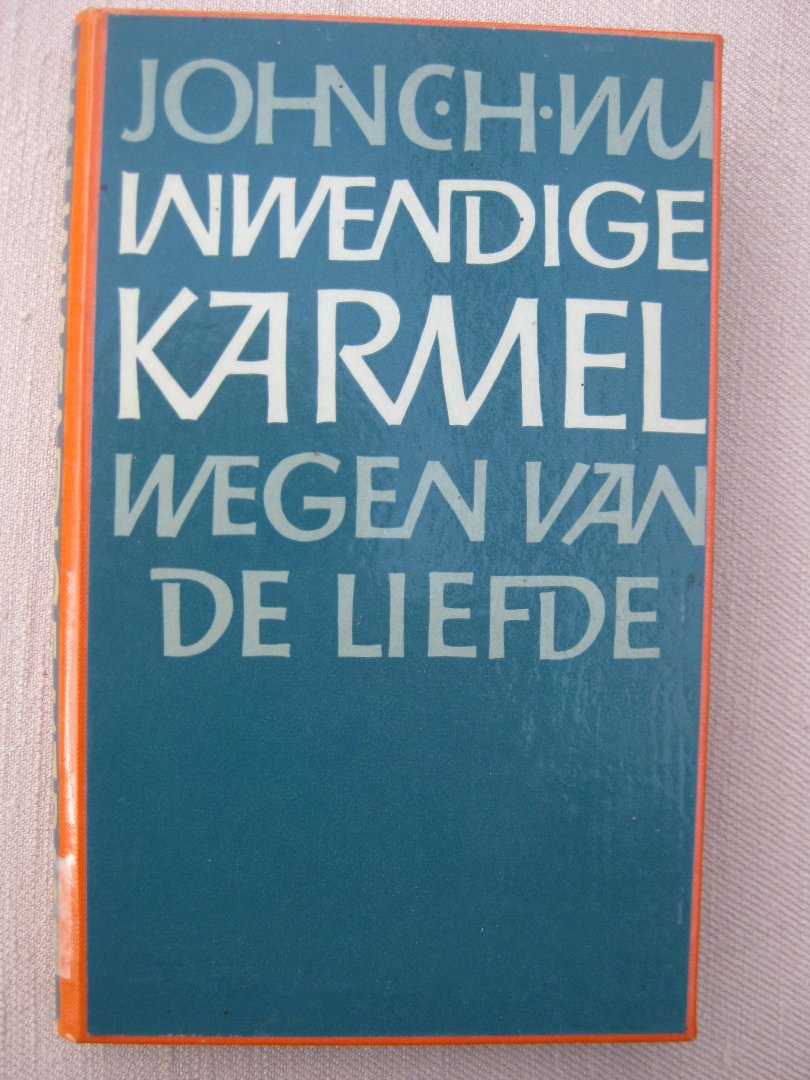 JOHN C·H·WU
INWENDIGE
KARMEL
WEGEN VAN
DE LIEFDE